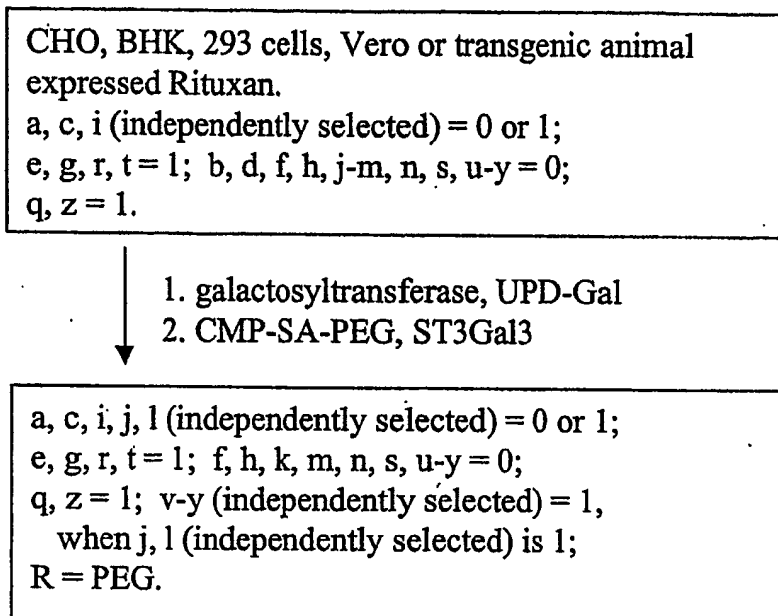 CHO, BHK, 293 cells, Vero or transgenic animal
expressed Rituxan.
a, c, i (independently selected) = 0 or 1;
e, g, r, t = 1; b, d, f, h, j-m, n, s, u-y = 0;
q, z = 1.
1. galactosyltransferase, UPD-Gal
2. CMP-SA-PEG, ST3Gal3
a, c, i, j, l (independently selected) = 0 or 1;
e, g, r, t = 1; f, h, k, m, n, s, u-y = 0;
q, z = 1; v-y (independently selected) = 1,
when j, l (independently selected) is 1;
R = PEG.